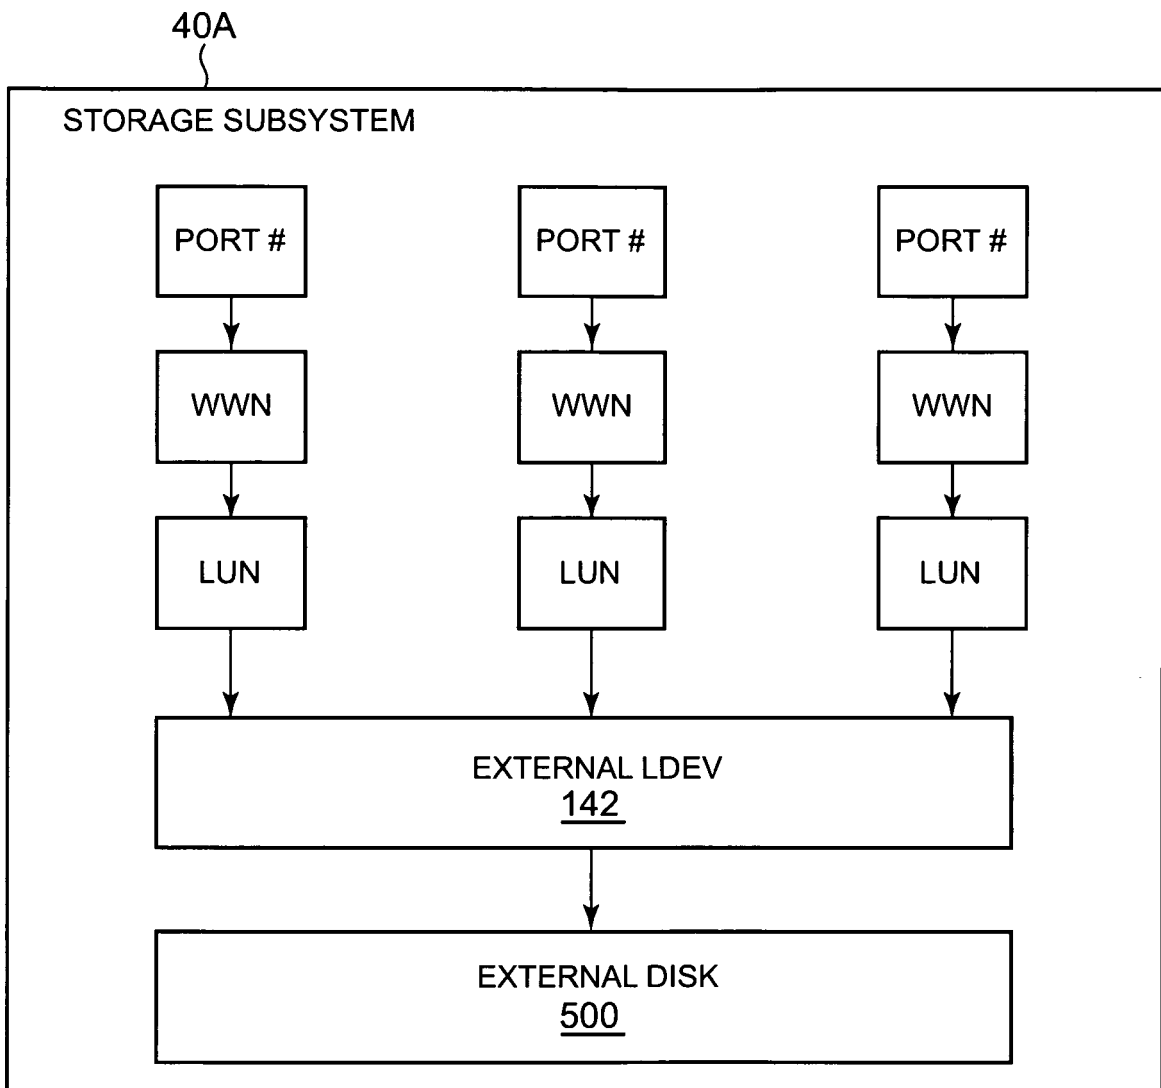 40A
STORAGE SUBSYSTEM
PORT # PORT # PORT #
WWN WWN WWN
LUN LUN LUN
EXTERNAL LDEV
142
EXTERNAL DISK
500